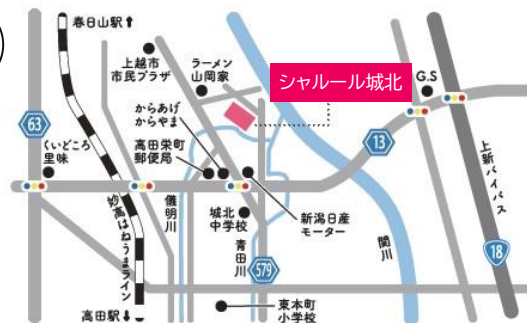 春日山駅↑
上越市
市民プラザ
ラーメン
山岡家
シャルール城北
G.S
63
からあげ
からやま
くいどころ
里味
高田栄町
郵便局
13
上新バイパス
妙高はねうまライン
儀明川
城北
中学校
新潟日産
モーター
青田川
関川
579
18
高田駅↓
東本町
小学校